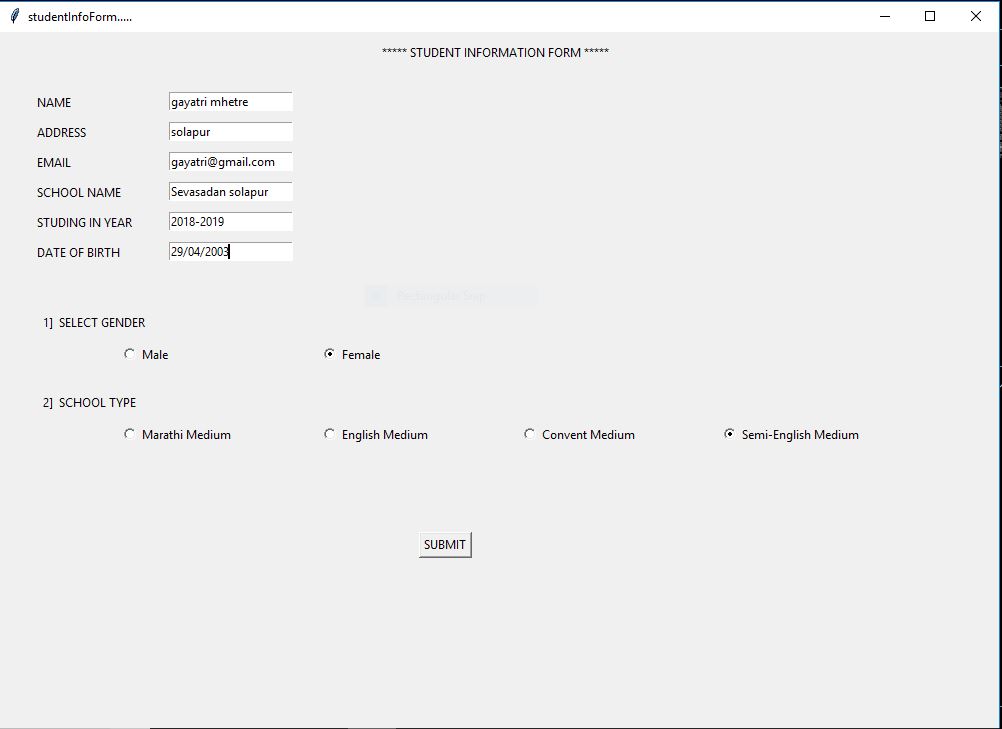 studentInfoForm.....
***** STUDENT INFORMATION FORM *****
NAME gayatri mhetre
ADDRESS solapur
EMAIL gayatri@gmail.com
SCHOOL NAME Sevasadan solapur
STUDING IN YEAR 2018-2019
DATE OF BIRTH 29/04/2003
Rectangular Snip
1] SELECT GENDER
Male Female
2] SCHOOL TYPE
Marathi Medium English Medium Convent Medium Semi-English Medium
SUBMIT